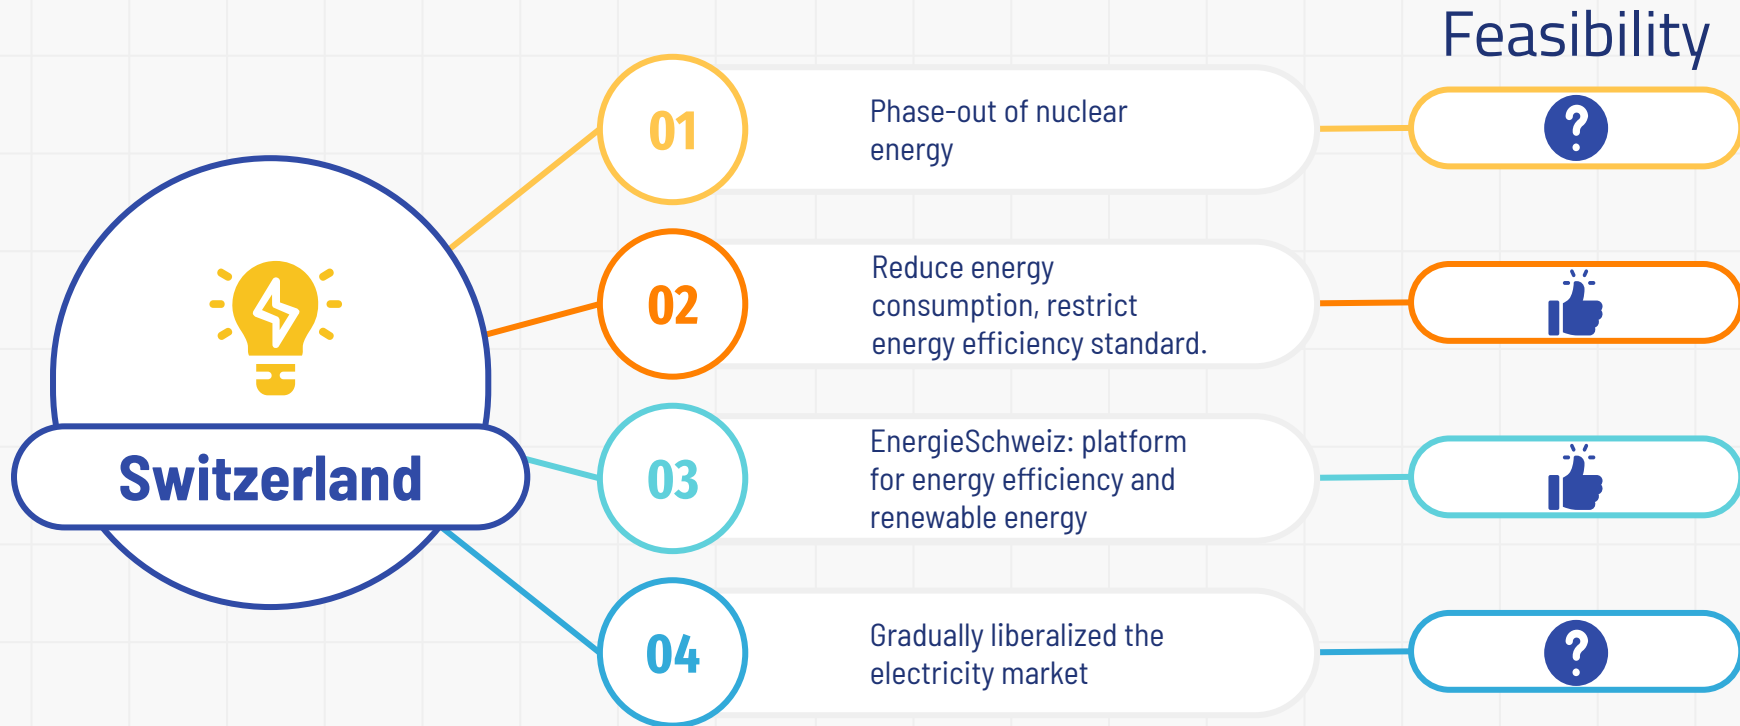 Feasibility
01
Phase-out of nuclear
energy
?
02
Reduce energy
consumption, restrict
energy efficiency standard.
Switzerland
03
EnergieSchweiz: platform
for energy efficiency and
renewable energy
04
Gradually liberalized the
electricity market
?